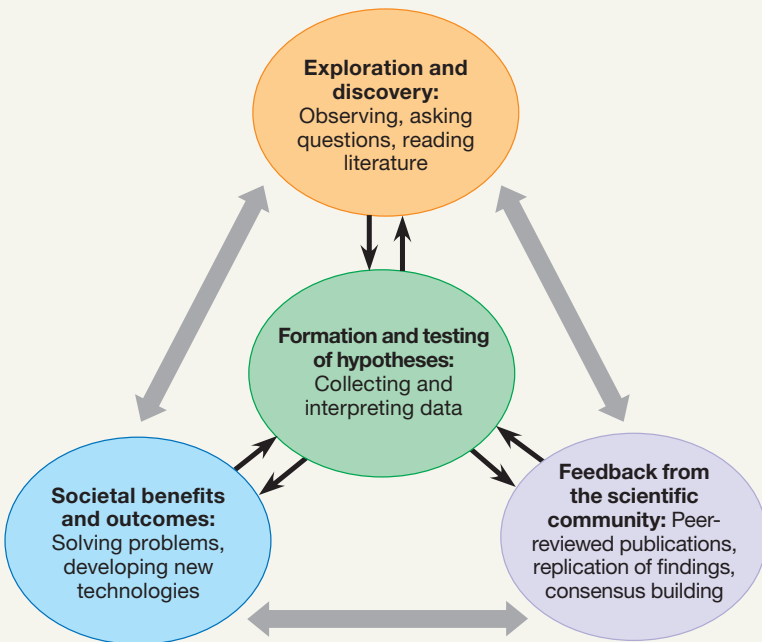 Exploration and
discovery:
Observing, asking
questions, reading
literature
Formation and testing
of hypotheses:
Collecting and
interpreting data
Societal benefits
and outcomes:
Solving problems,
developing new
technologies
Feedback from
the scientific
community: Peer-
reviewed publications,
replication of findings,
consensus building